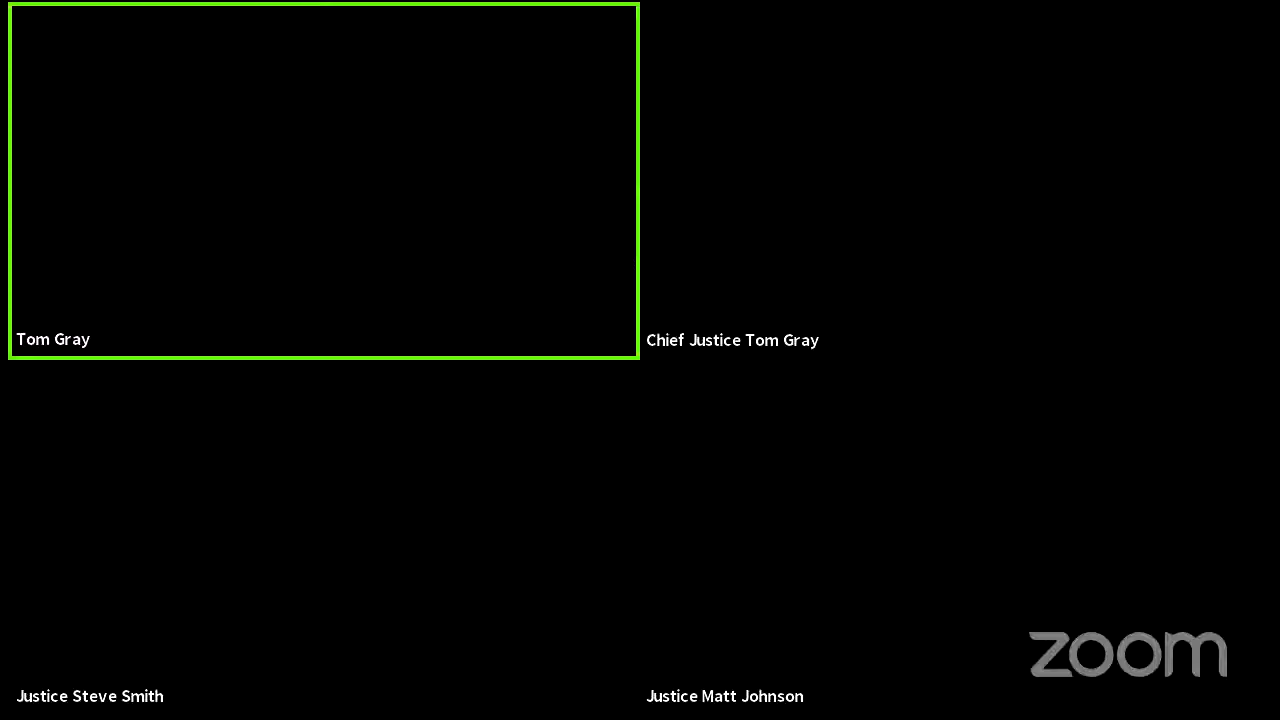 Tom Gray
Chief Justice Tom Gray
zoom
Justice Steve Smith
Justice Matt Johnson